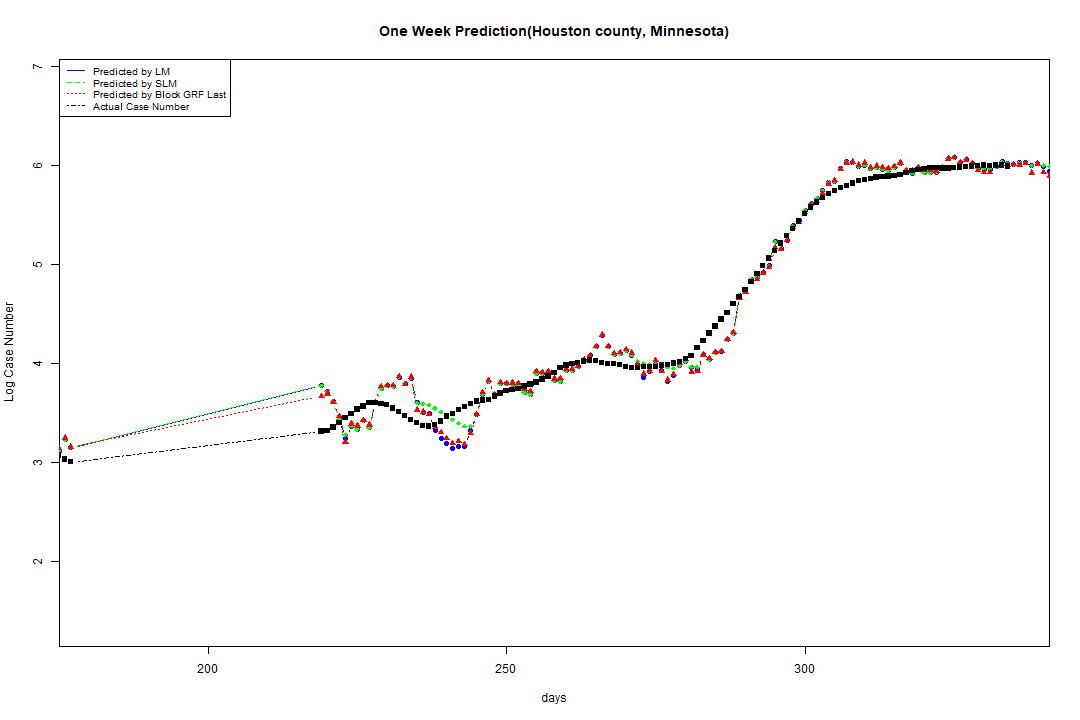 One Week Prediction(Houston county, Minnesota)
Predicted by LM
Predicted by SLM
Predicted by Block GRF Last
Actual Case Number
7
6
5
4
3
2
Log Case Number
200
250
300
days